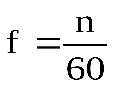 f = n/60